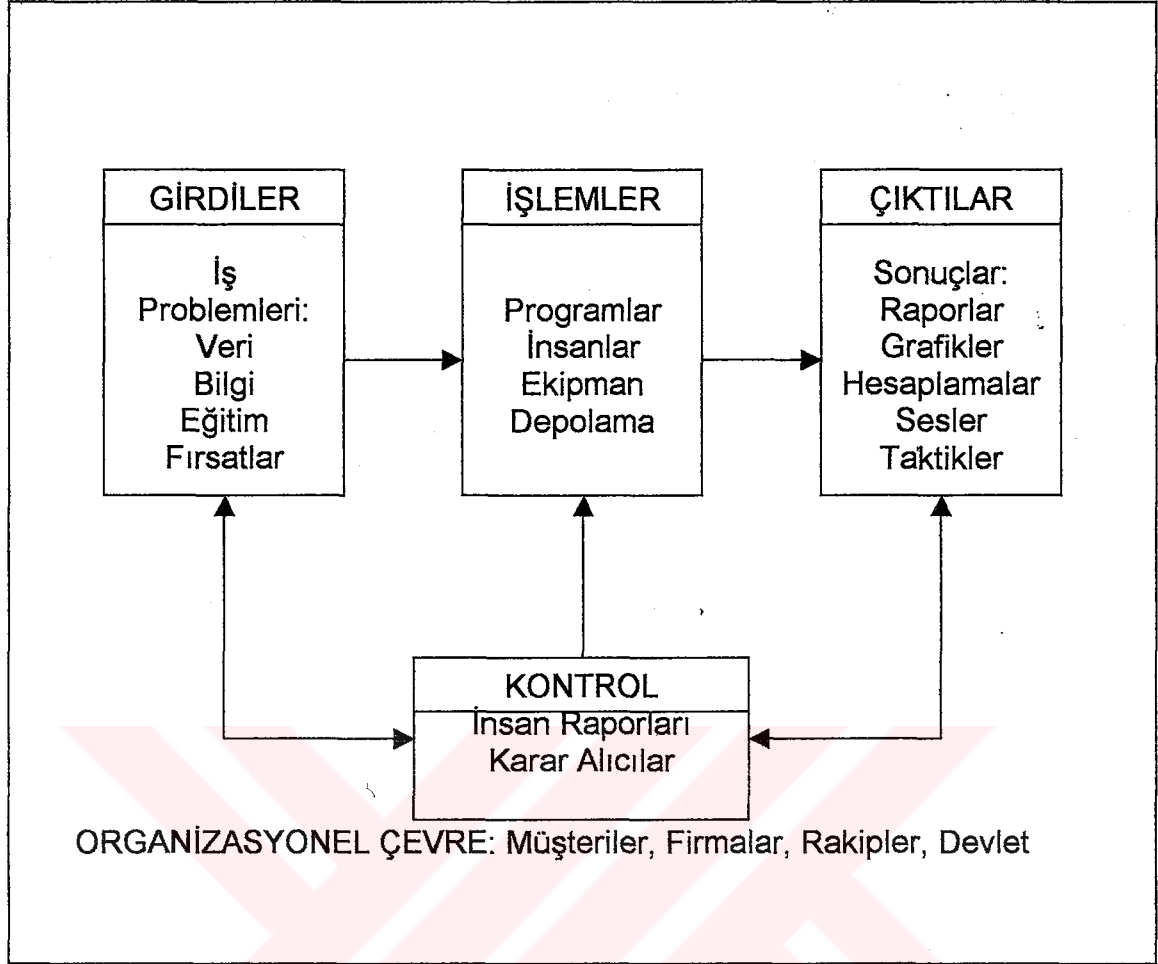 GİRDİLER
İş
Problemleri:
Veri
Bilgi
Eğitim
Fırsatlar
İŞLEMLER
Programlar
İnsanlar
Ekipman
Depolama
ÇIKTILAR
Sonuçlar:
Raporlar
Grafikler
Hesaplamalar
Sesler
Taktikler
KONTROL
İnsan Raporları
Karar Alıcılar
ORGANİZASYONEL ÇEVRE: Müşteriler, Firmalar, Rakipler, Devlet